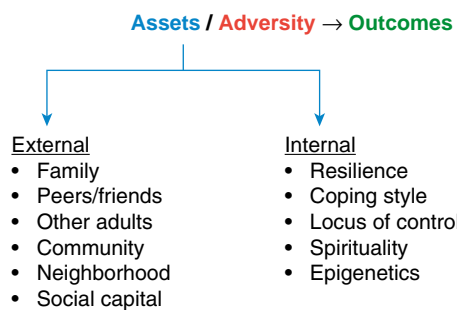 Assets / Adversity → Outcomes
External
• Family
• Peers/friends
• Other adults
• Community
• Neighborhood
• Social capital
Internal
• Resilience
• Coping style
• Locus of control
• Spirituality
• Epigenetics